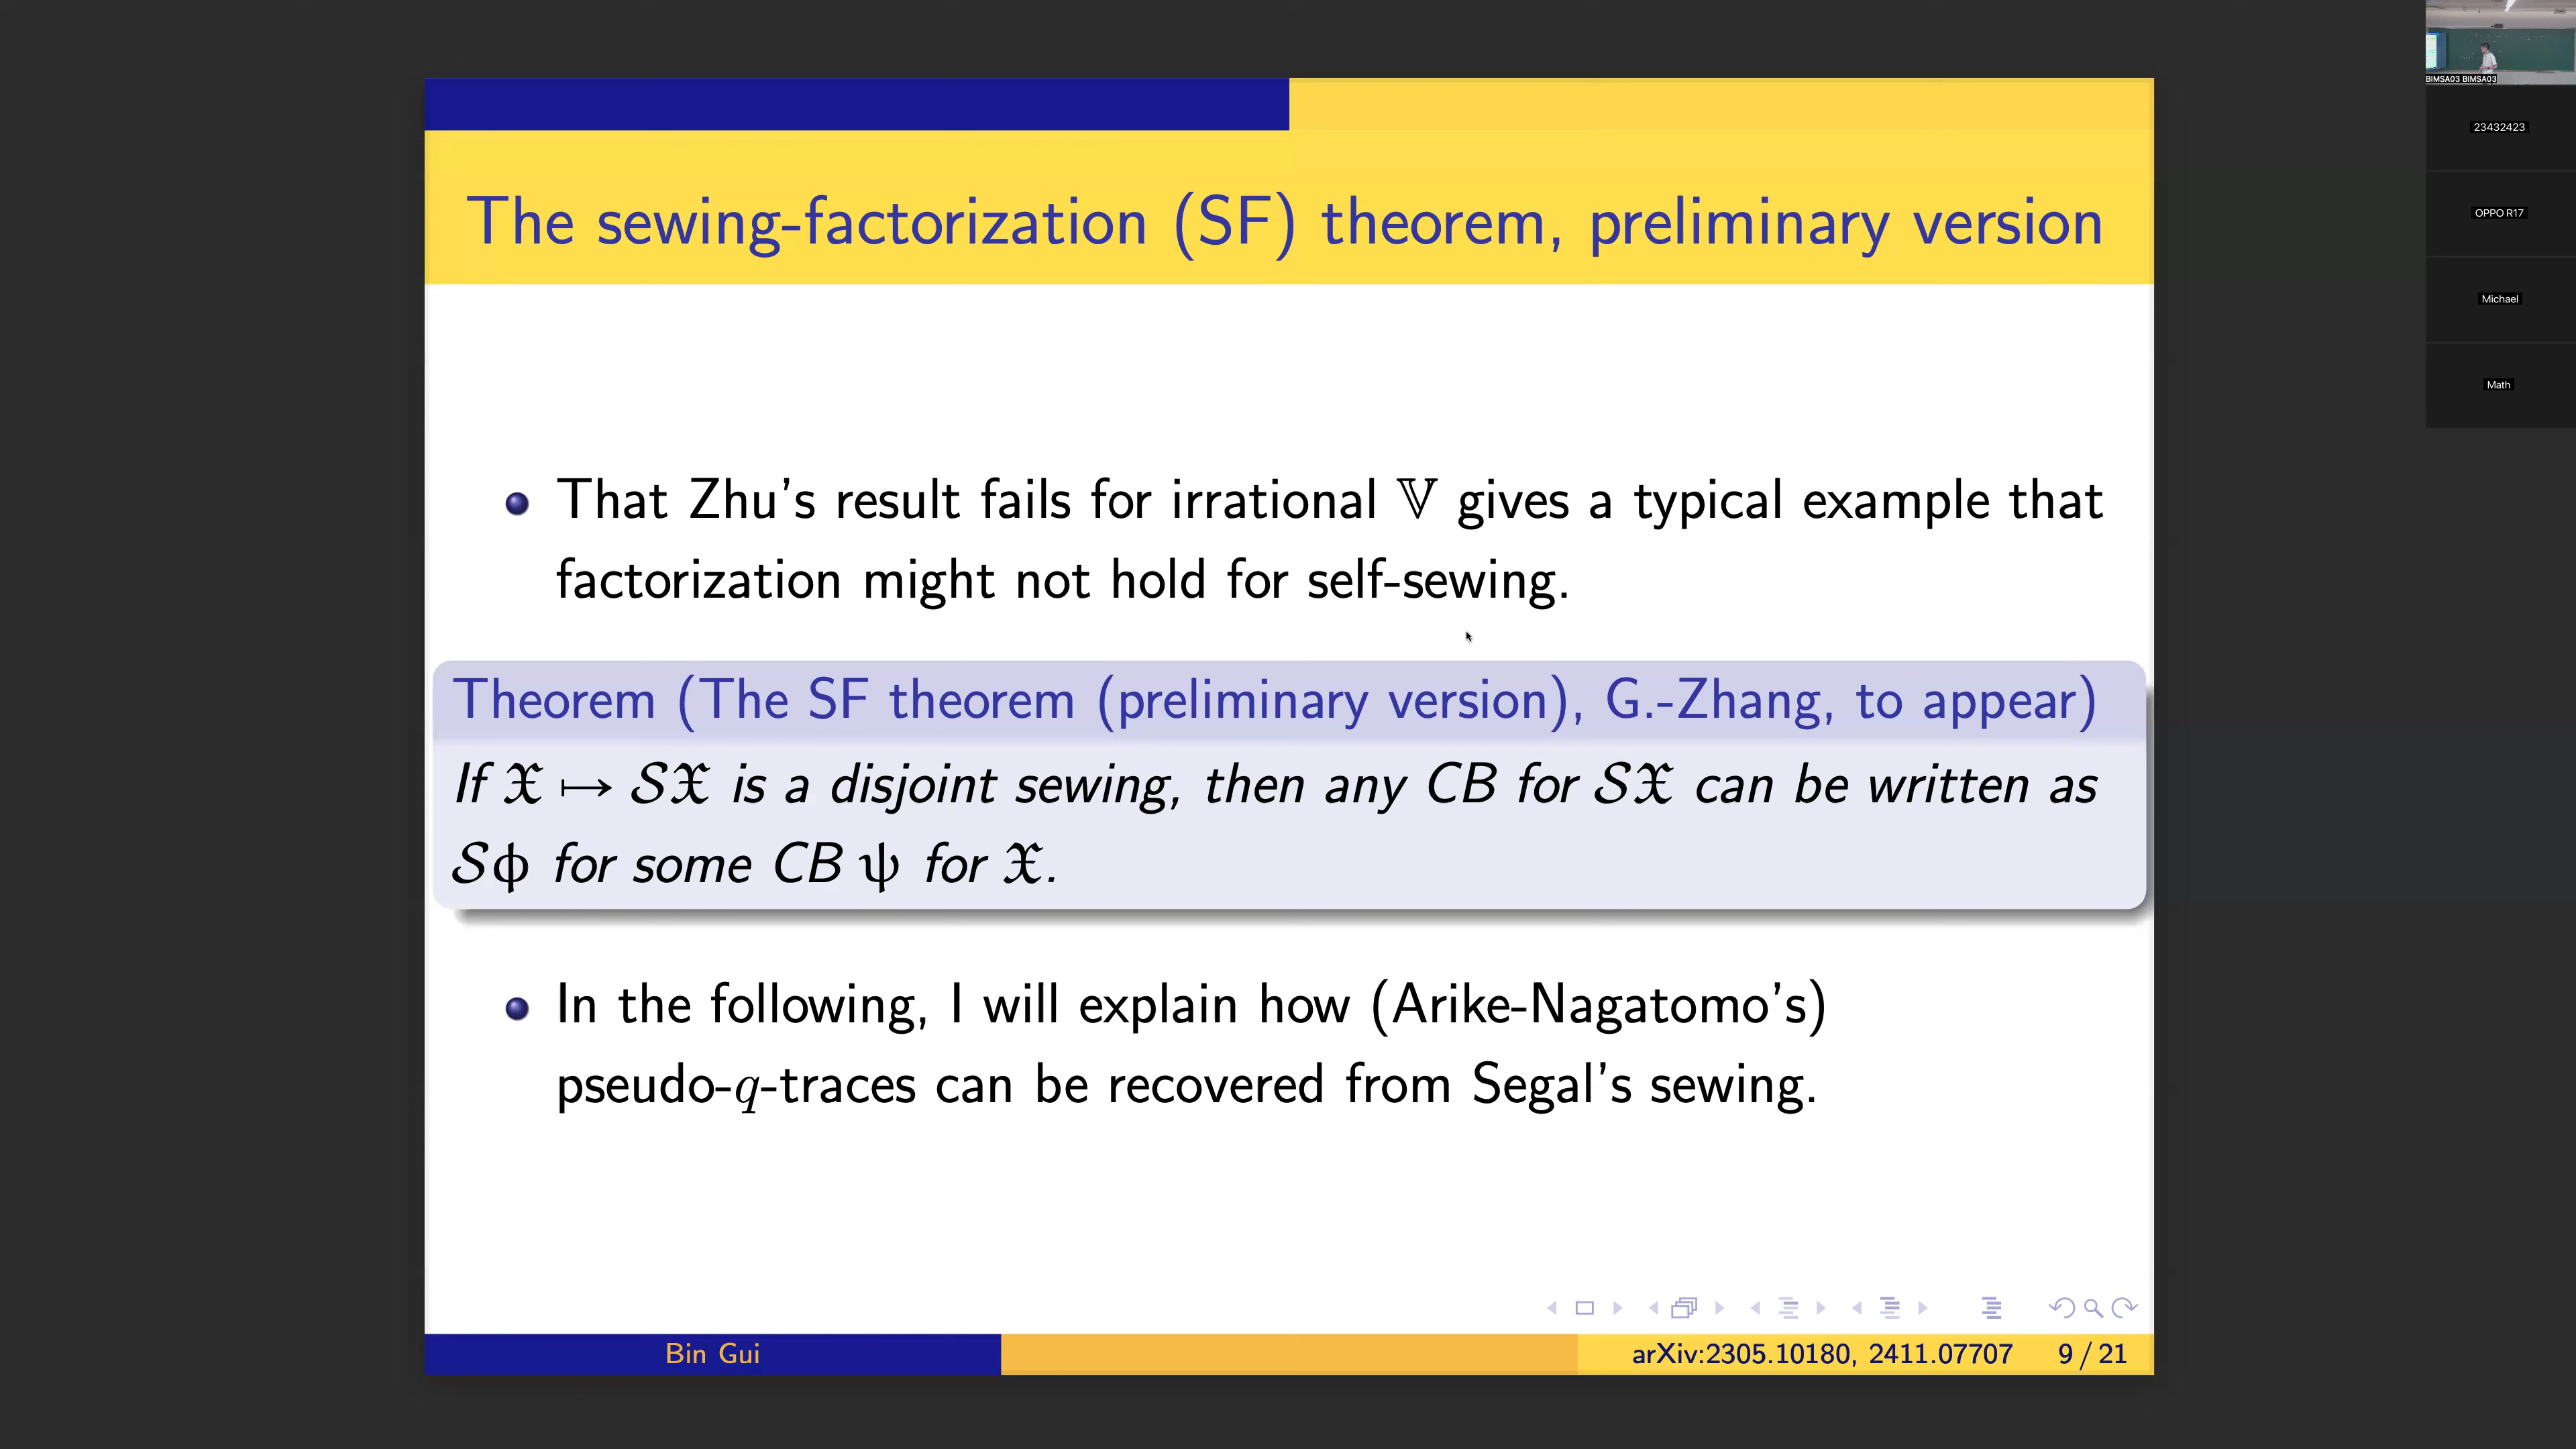 The sewing-factorization (SF) theorem, preliminary version
That Zhu's result fails for irrational 𝕍 gives a typical example that
factorization might not hold for self-sewing.
Theorem (The SF theorem (preliminary version), G.-Zhang, to appear)
If 𝔛 ↦ 𝒮𝔛 is a disjoint sewing, then any CB for 𝒮𝔛 can be written as
𝒮ϕ for some CB ψ for 𝔛.
In the following, I will explain how (Arike-Nagatomo's)
pseudo-q-traces can be recovered from Segal's sewing.
Bin Gui
arXiv:2305.10180, 2411.07707 9 / 21
BIMSA03 BIMSA03
23432423
OPPO R17
Michael
Math